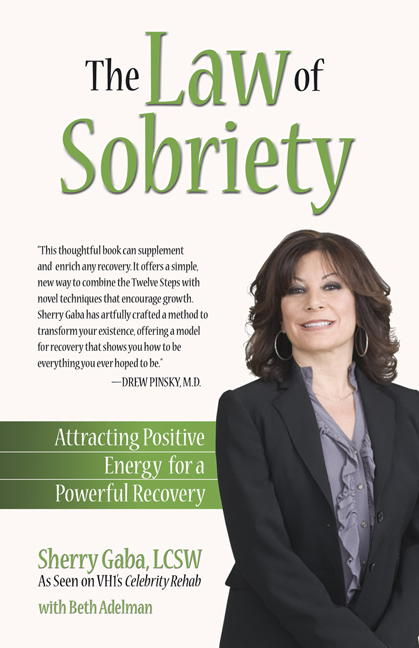 The Law of
Sobriety
"This thoughtful book can supplement
and enrich any recovery. It offers a simple,
new way to combine the Twelve Steps with
novel techniques that encourage growth.
Sherry Gaba has artfully crafted a method to
transform your existence, offering a model
for recovery that shows you how to be
everything you ever hoped to be."
—DREW PINSKY, M.D.
Attracting Positive
Energy for a
Powerful Recovery
Sherry Gaba, LCSW
As Seen on VH1's Celebrity Rehab
with Beth Adelman